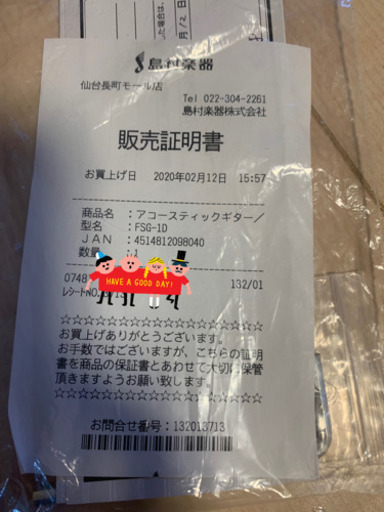 島村楽器
仙台長町モール店
Tel 022-304-2261
島村楽器株式会社
販売証明書
お買上げ日 2020年02月12日 15:57
商品名 :アコースティックギター/
型名 :FSG-1D
JAN :4514812098040
数量 :1
HAVE A GOOD DAY!
0748 132/01
レシートNO.
☆☆☆☆☆☆☆☆☆☆☆☆☆☆☆☆☆☆
お買上げありがとうございます。
お手数ではございますが、こちらの証明
書を商品の保証書とあわせて大切に保管
頂きますようお願い致します。
☆☆☆☆☆☆☆☆☆☆☆☆☆☆☆☆☆☆
お問合せ番号:132013713